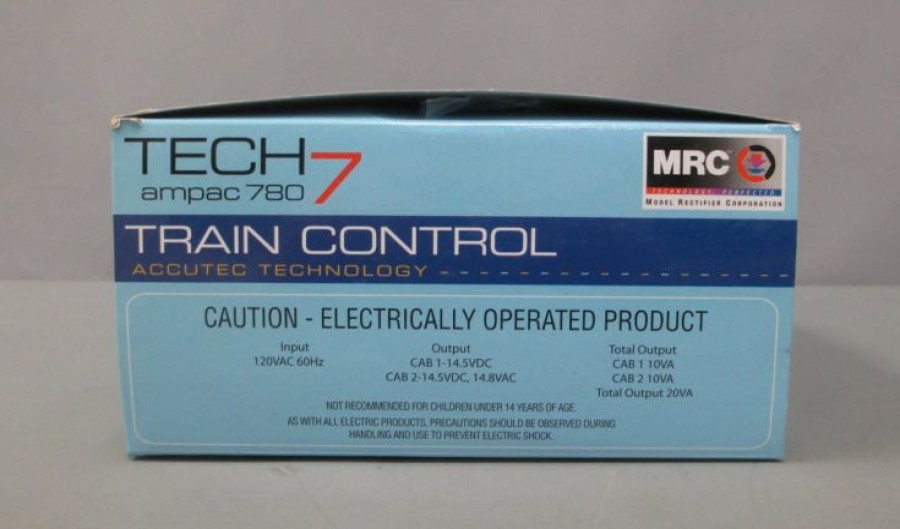 TECH 7
ampac 780
MRC
TECHNOLOGY PERFECTED
MODEL RECTIFIER CORPORATION
TRAIN CONTROL
ACCUTEC TECHNOLOGY
CAUTION - ELECTRICALLY OPERATED PRODUCT
Input
120VAC 60Hz
Output
CAB 1-14.5VDC
CAB 2-14.5VDC, 14.8VAC
Total Output
CAB 1 10VA
CAB 2 10VA
Total Output 20VA
NOT RECOMMENDED FOR CHILDREN UNDER 14 YEARS OF AGE.
AS WITH ALL ELECTRIC PRODUCTS, PRECAUTIONS SHOULD BE OBSERVED DURING
HANDLING AND USE TO PREVENT ELECTRIC SHOCK.